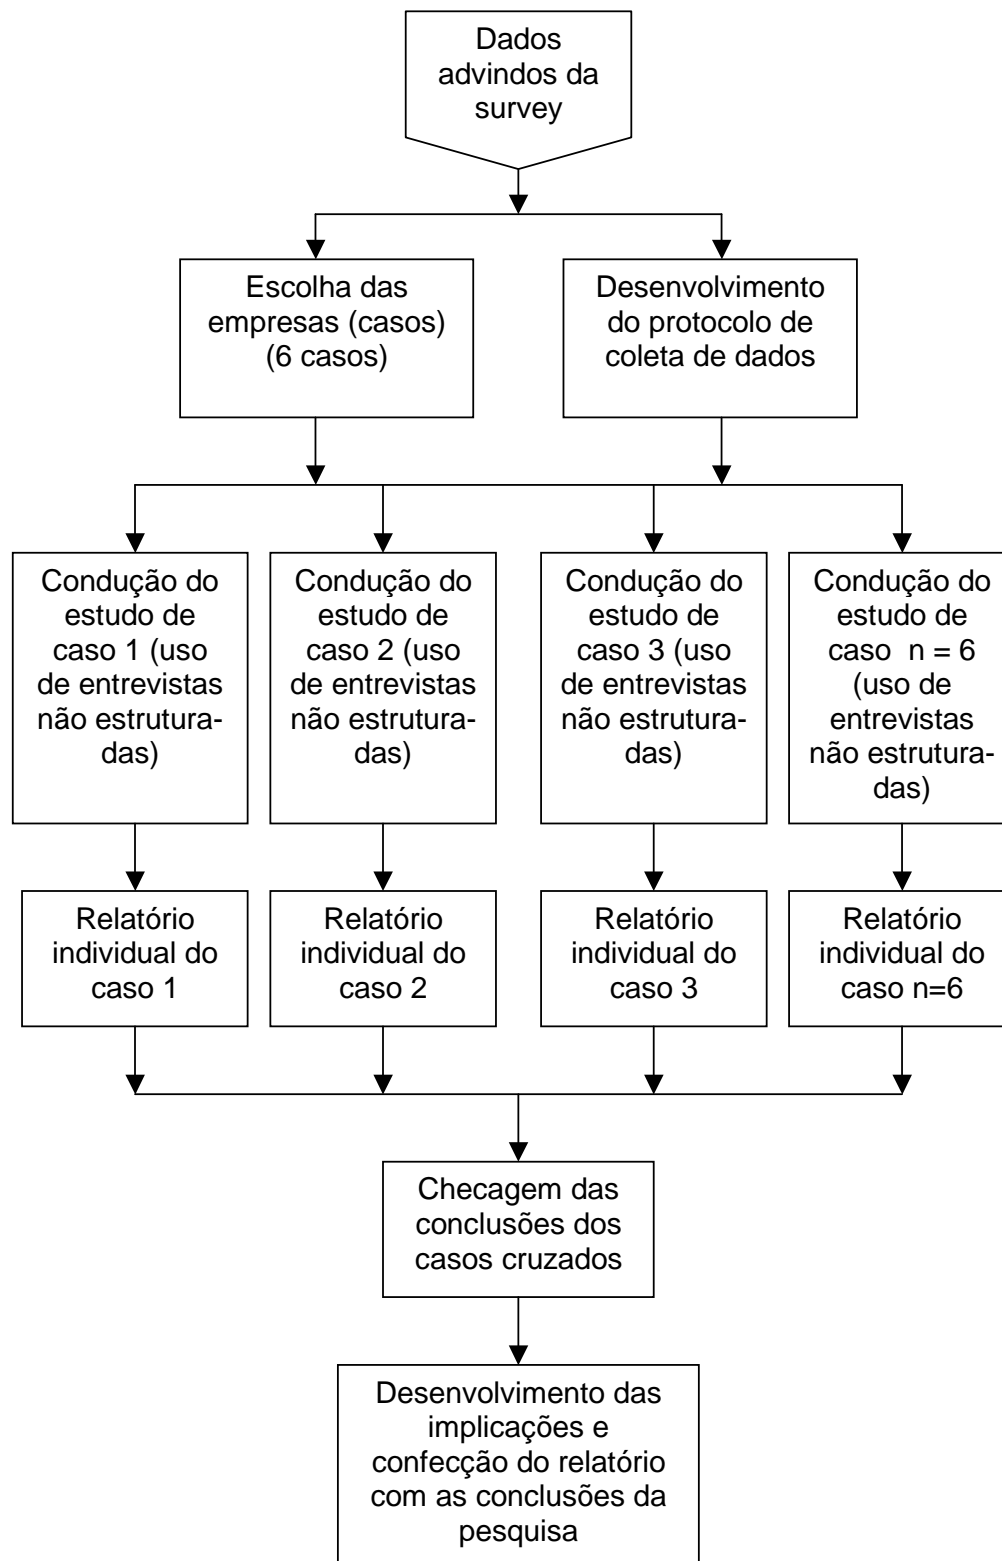 Dados
advindos da
survey
Escolha das
empresas (casos)
(6 casos)
Desenvolvimento
do protocolo de
coleta de dados
Condução do
estudo de
caso 1 (uso
de entrevistas
não estrutura-
das)
Condução do
estudo de
caso 2 (uso
de entrevistas
não estrutura-
das)
Condução do
estudo de
caso 3 (uso
de entrevistas
não estrutura-
das)
Condução do
estudo de
caso n = 6
(uso de
entrevistas
não estrutura-
das)
Relatório
individual do
caso 1
Relatório
individual do
caso 2
Relatório
individual do
caso 3
Relatório
individual do
caso n=6
Checagem das
conclusões dos
casos cruzados
Desenvolvimento das
implicações e
confecção do relatório
com as conclusões da
pesquisa